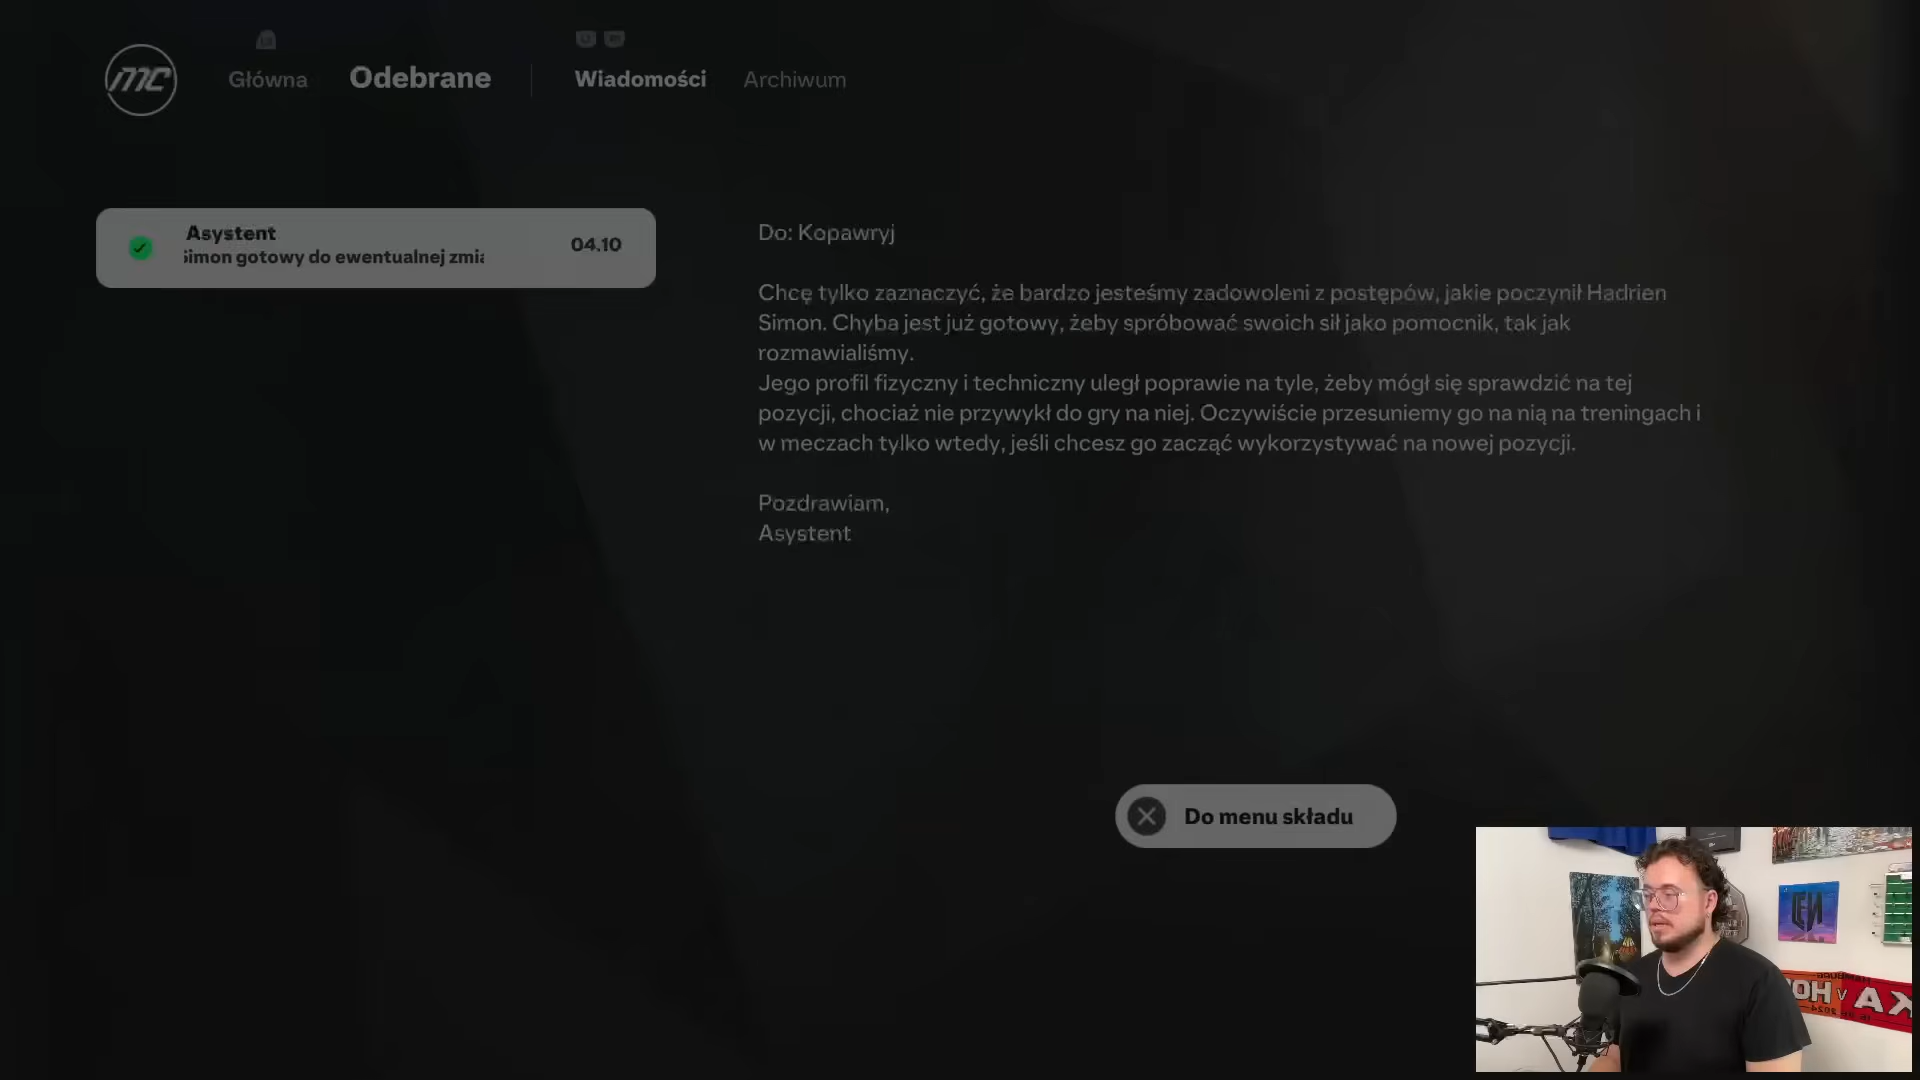 MC
Główna
Odebrane
Wiadomości
Archiwum
Asystent
Simon gotowy do ewentualnej zmia
04.10
Do: Kopawryj
Chcę tylko zaznaczyć, że bardzo jesteśmy zadowoleni z postępów, jakie poczynił Hadrien
Simon. Chyba jest już gotowy, żeby spróbować swoich sił jako pomocnik, tak jak
rozmawialiśmy.
Jego profil fizyczny i techniczny uległ poprawie na tyle, żeby mógł się sprawdzić na tej
pozycji, chociaż nie przywykł do gry na niej. Oczywiście przesuniemy go na nią na treningach i
w meczach tylko wtedy, jeśli chcesz go zacząć wykorzystywać na nowej pozycji.
Pozdrawiam,
Asystent
Do menu składu